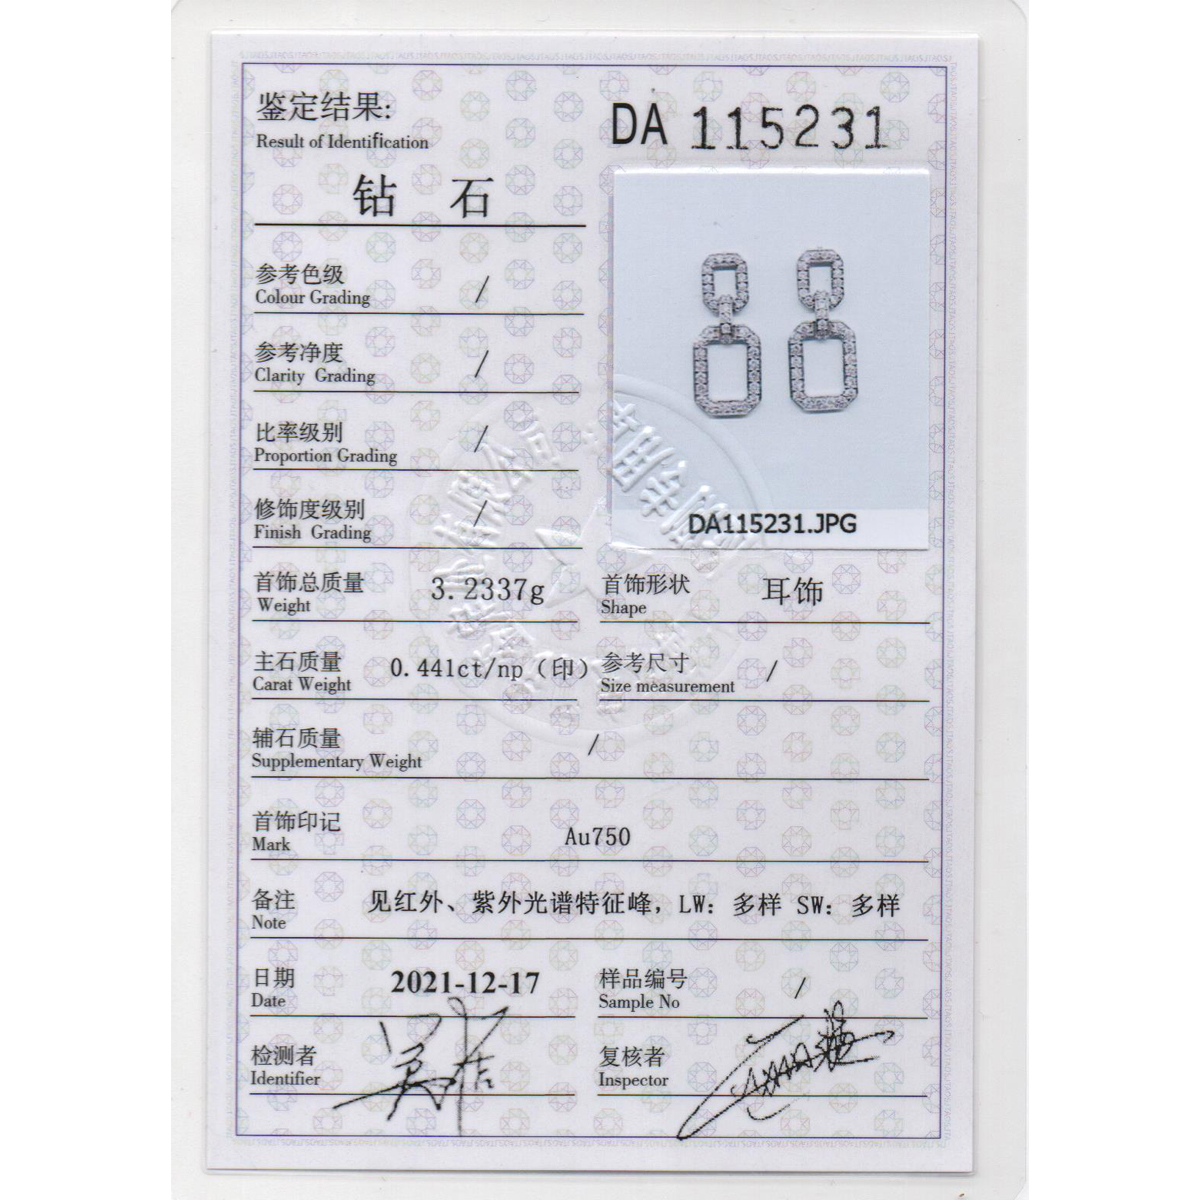 鉴定结果:
Result of Identification
DA 115231
钻 石
参考色级 /
Colour Grading
参考净度 /
Clarity Grading
比率级别 /
Proportion Grading
修饰度级别 /
Finish Grading
DA115231.JPG
首饰总质量 3.2337g
Weight
首饰形状 耳饰
Shape
主石质量 0.441ct/np（印）
Carat Weight
参考尺寸 /
Size measurement
辅石质量 /
Supplementary Weight
首饰印记 Au750
Mark
备注 见红外、紫外光谱特征峰，LW：多样 SW：多样
Note
日期 2021-12-17
Date
样品编号 /
Sample No
检测者
Identifier
复核者
Inspector